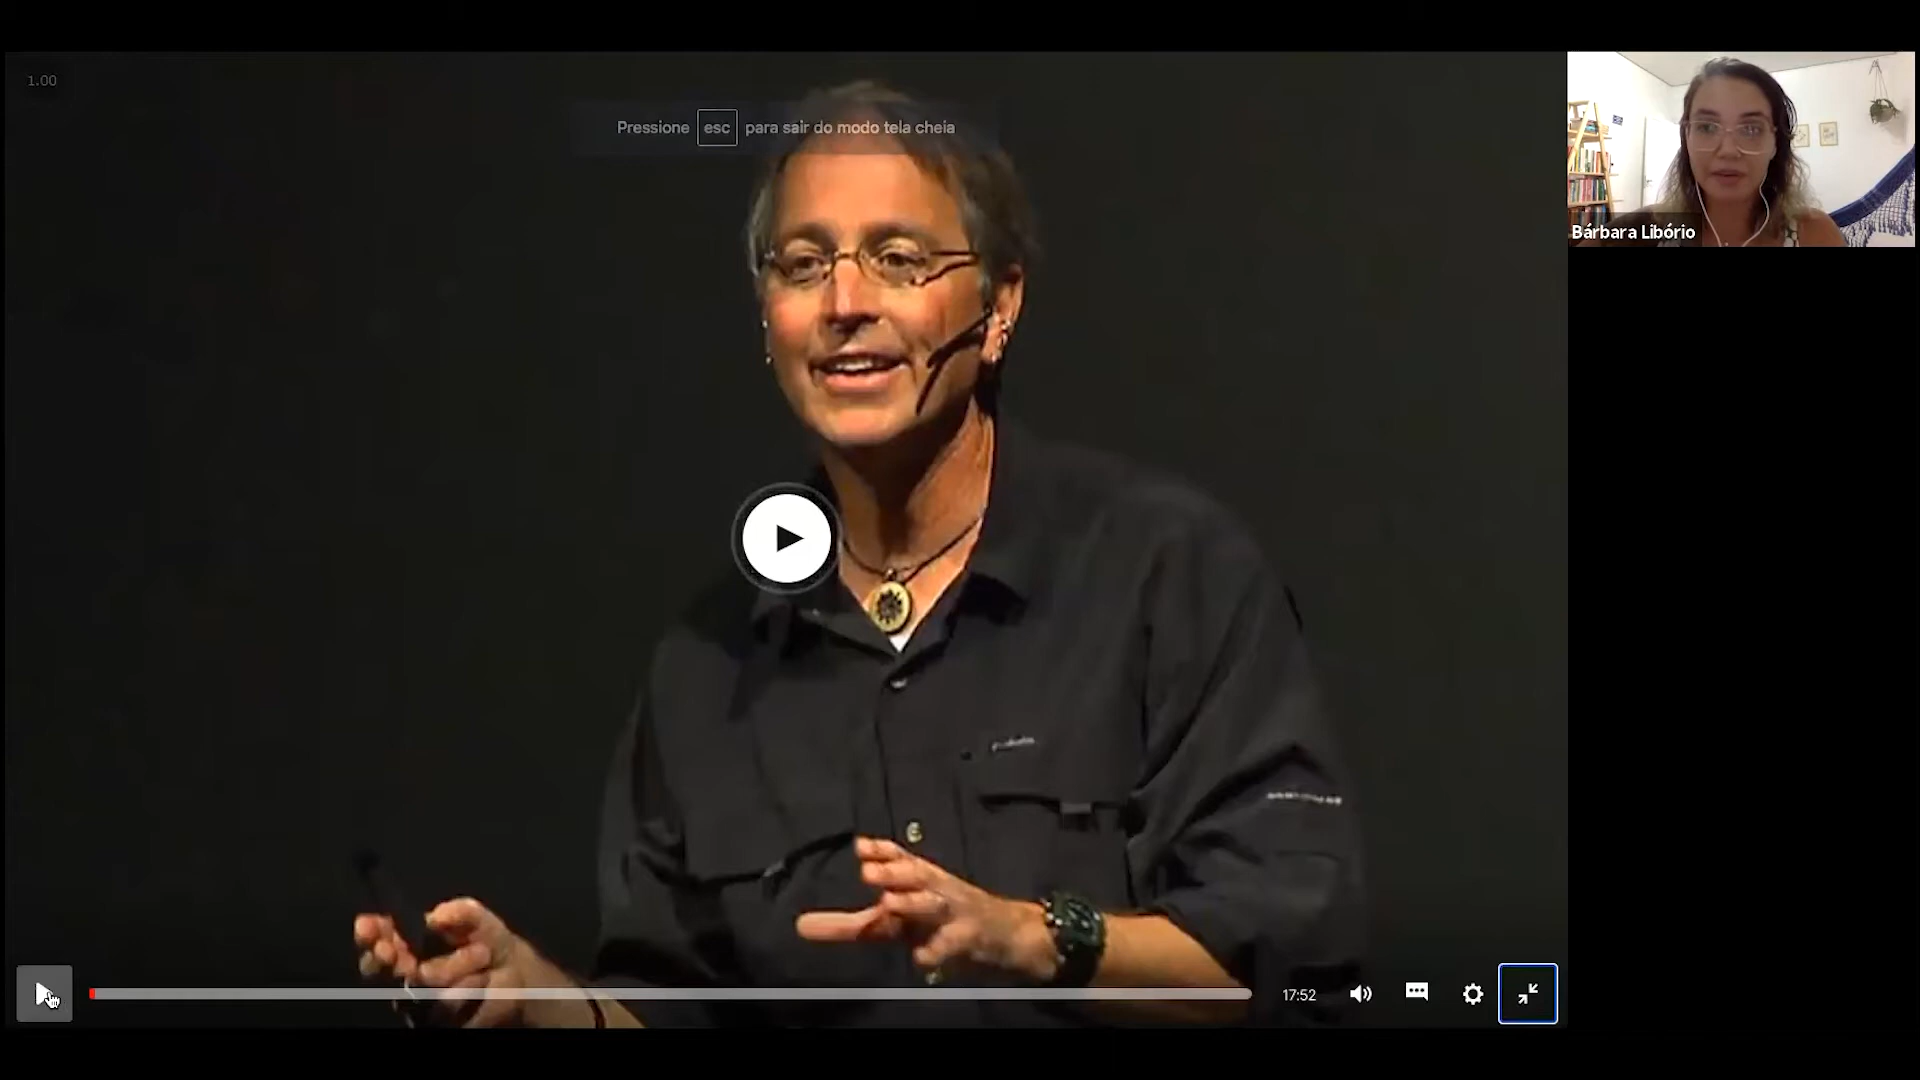 1.00
Pressione esc para sair do modo tela cheia
Bárbara Libório
17:52